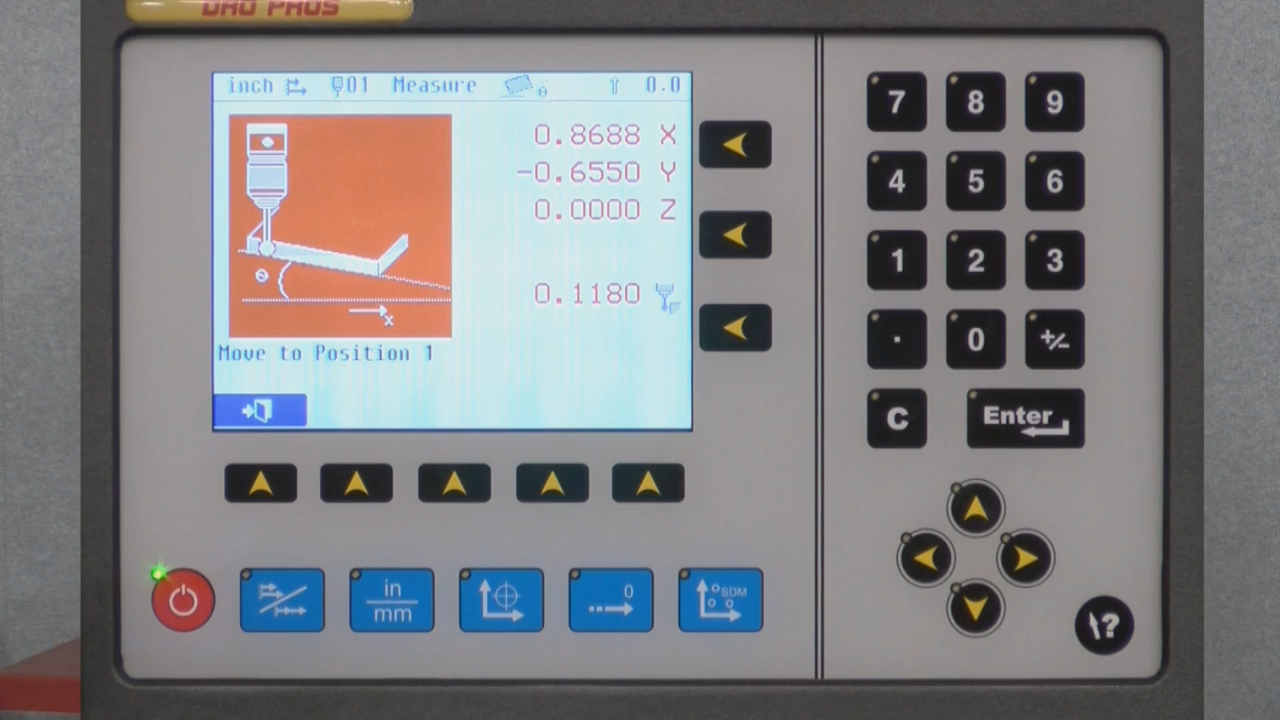 DRO PROS
inch 01 Measure 0.0
0.8688 X
-0.6550 Y
0.0000 Z
θ
0.1180
x
Move to Position 1
7 8 9
4 5 6
1 2 3
. 0 +/-
C Enter
in
mm
0
SDM
?